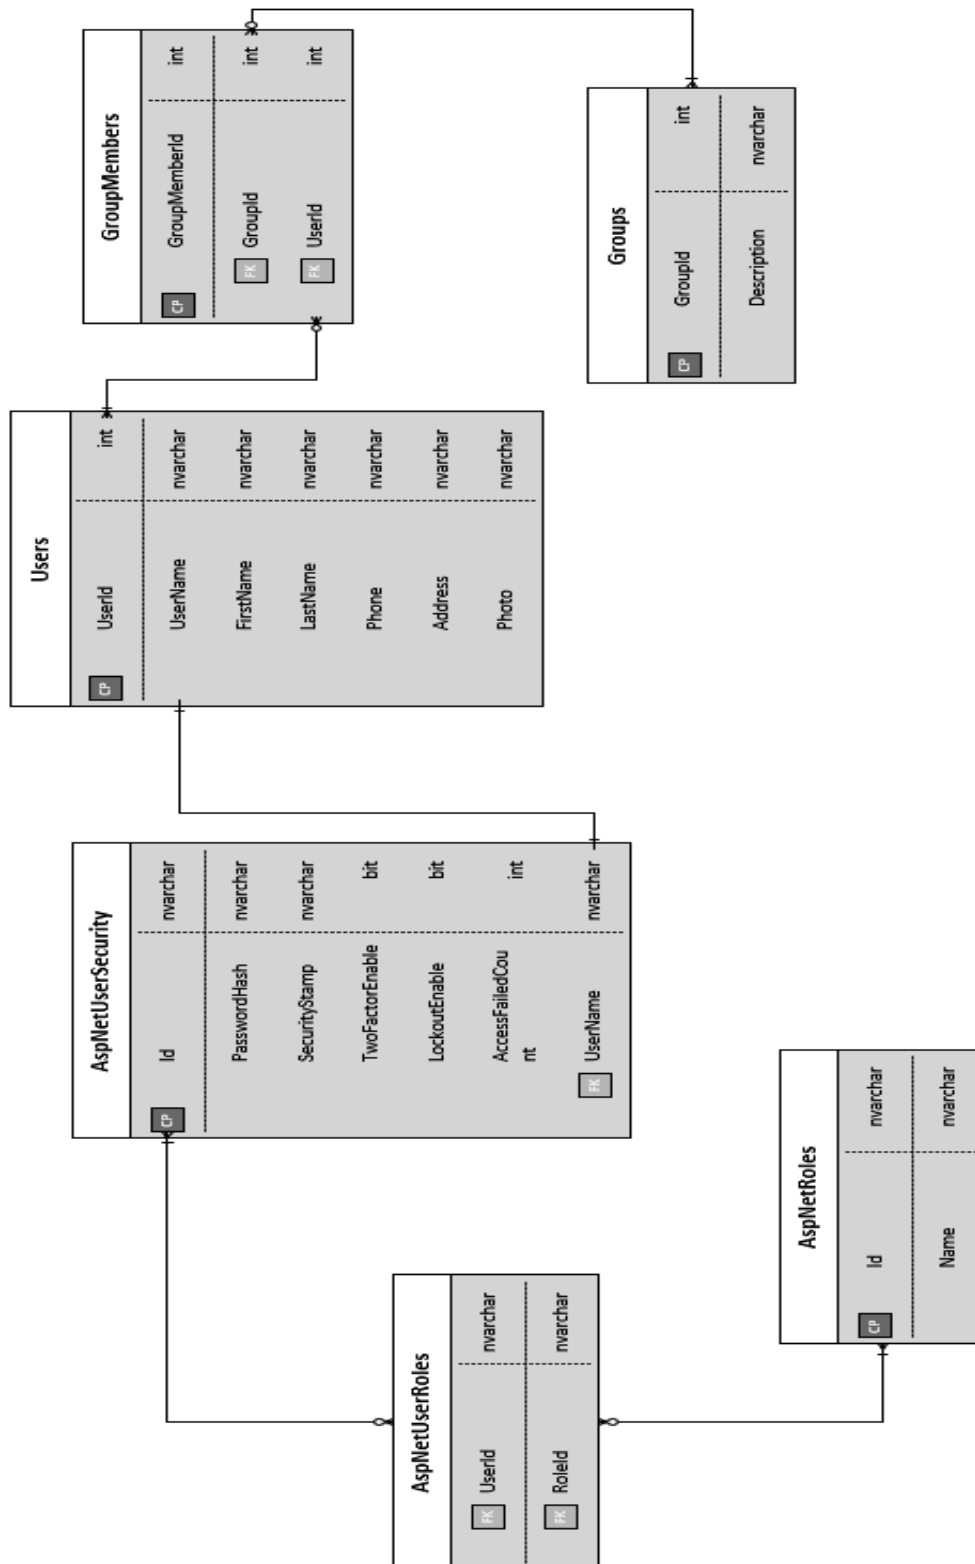 AspNetUserRoles
FK UserId nvarchar
FK RoleId nvarchar
AspNetUserSecurity
CP Id nvarchar
PasswordHash nvarchar
SecurityStamp nvarchar
TwoFactorEnable bit
LockoutEnable bit
AccessFailedCou int
nt
FK UserName nvarchar
AspNetRoles
CP Id nvarchar
Name nvarchar
Users
CP UserId int
UserName nvarchar
FirstName nvarchar
LastName nvarchar
Phone nvarchar
Address nvarchar
Photo nvarchar
GroupMembers
CP GroupMemberId int
FK GroupId int
FK UserId int
Groups
CP GroupId int
Description nvarchar